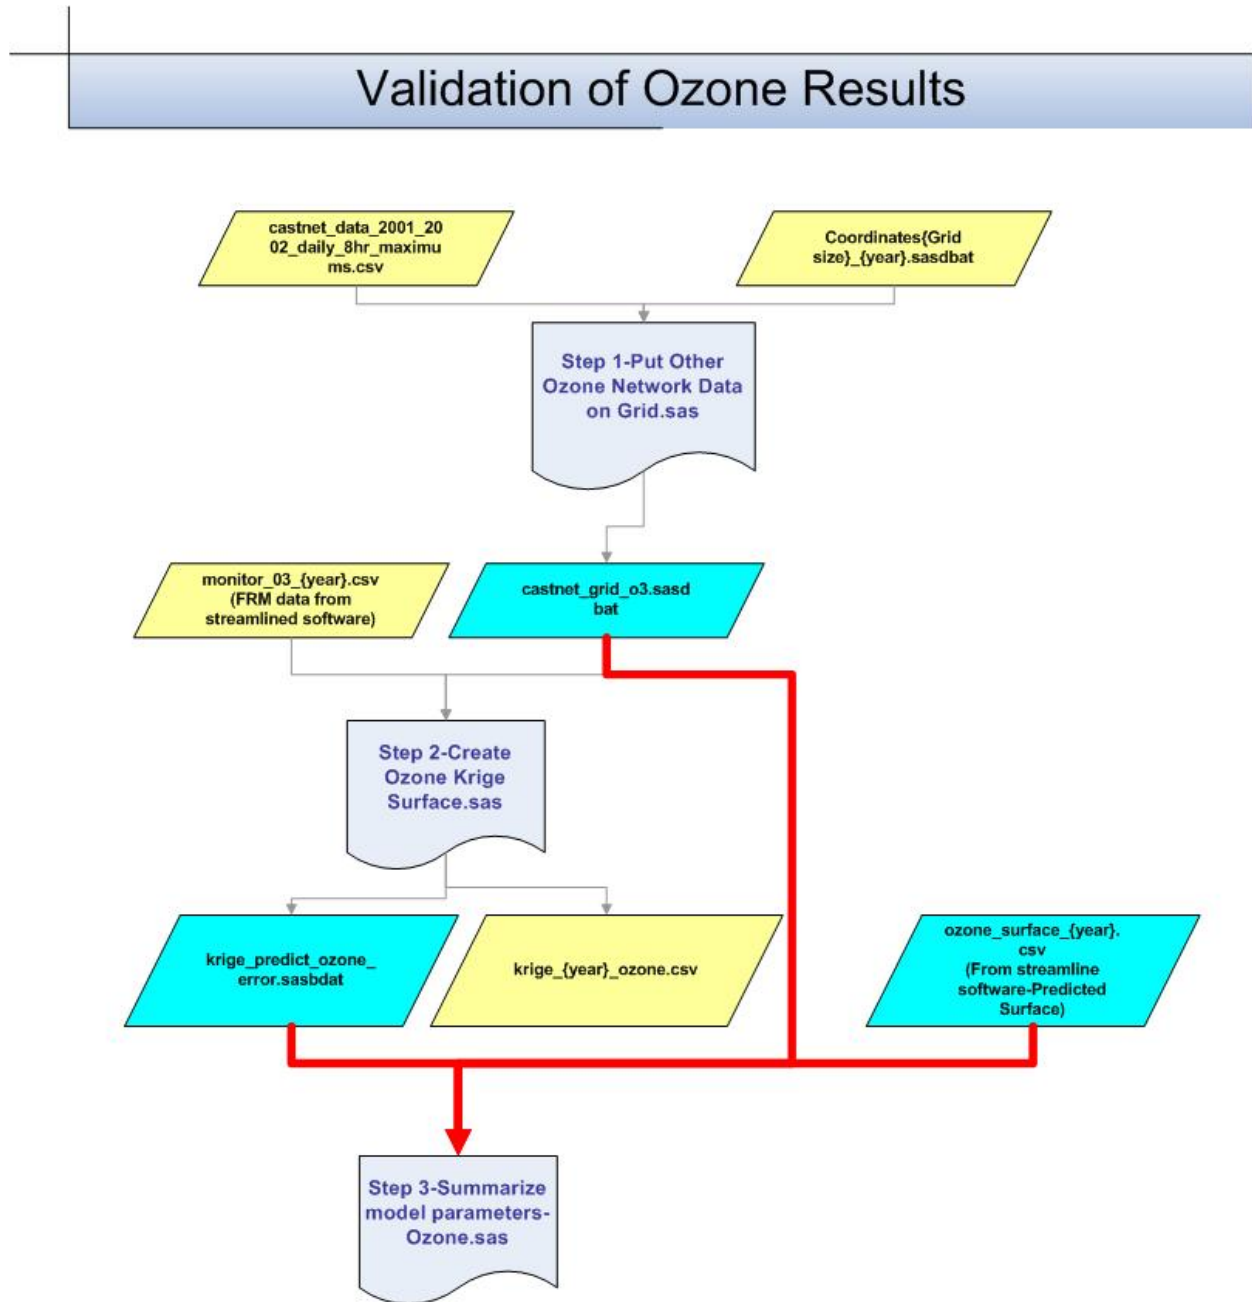 Validation of Ozone Results
castnet_data_2001_20
02_daily_8hr_maximu
ms.csv
Coordinates{Grid
size}_{year}.sasdbat
Step 1-Put Other
Ozone Network Data
on Grid.sas
monitor_03_{year}.csv
(FRM data from
streamlined software)
castnet_grid_o3.sasd
bat
Step 2-Create
Ozone Krige
Surface.sas
krige_predict_ozone_
error.sasbdat
krige_{year}_ozone.csv
ozone_surface_{year}.
csv
(From streamline
software-Predicted
Surface)
Step 3-Summarize
model parameters-
Ozone.sas